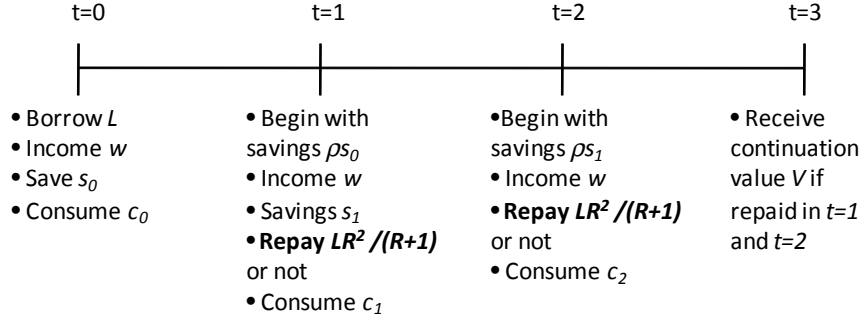 t=0 t=1 t=2 t=3
• Borrow L
• Income w
• Save s₀
• Consume c₀
• Begin with
savings ρs₀
• Income w
• Savings s₁
• Repay LR²/(R+1)
or not
• Consume c₁
•Begin with
savings ρs₁
• Income w
• Repay LR²/(R+1)
or not
• Consume c₂
• Receive
continuation
value V if
repaid in t=1
and t=2